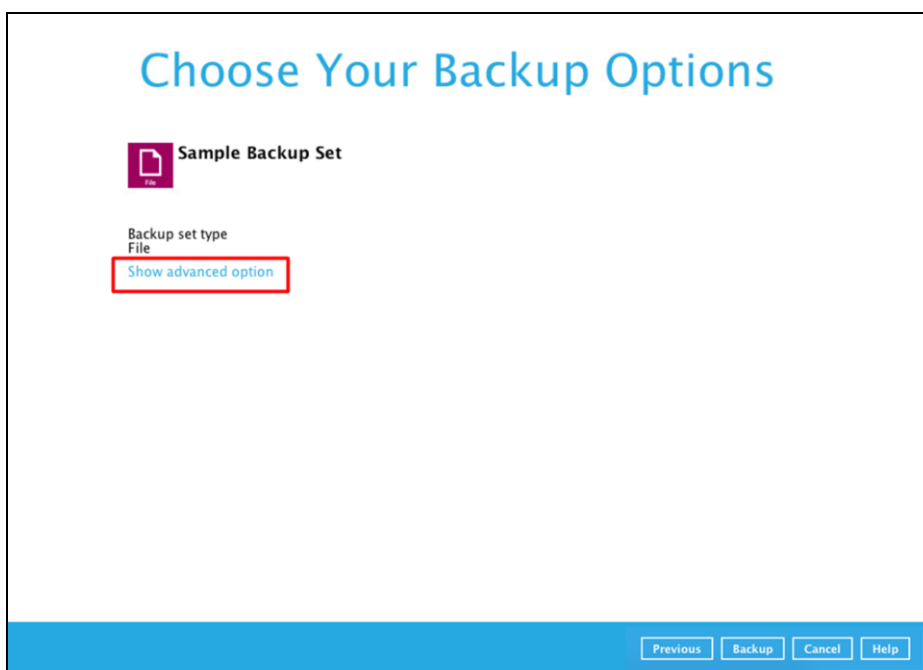 Choose Your Backup Options
Sample Backup Set
File
Backup set type
File
Show advanced option
Previous Backup Cancel Help